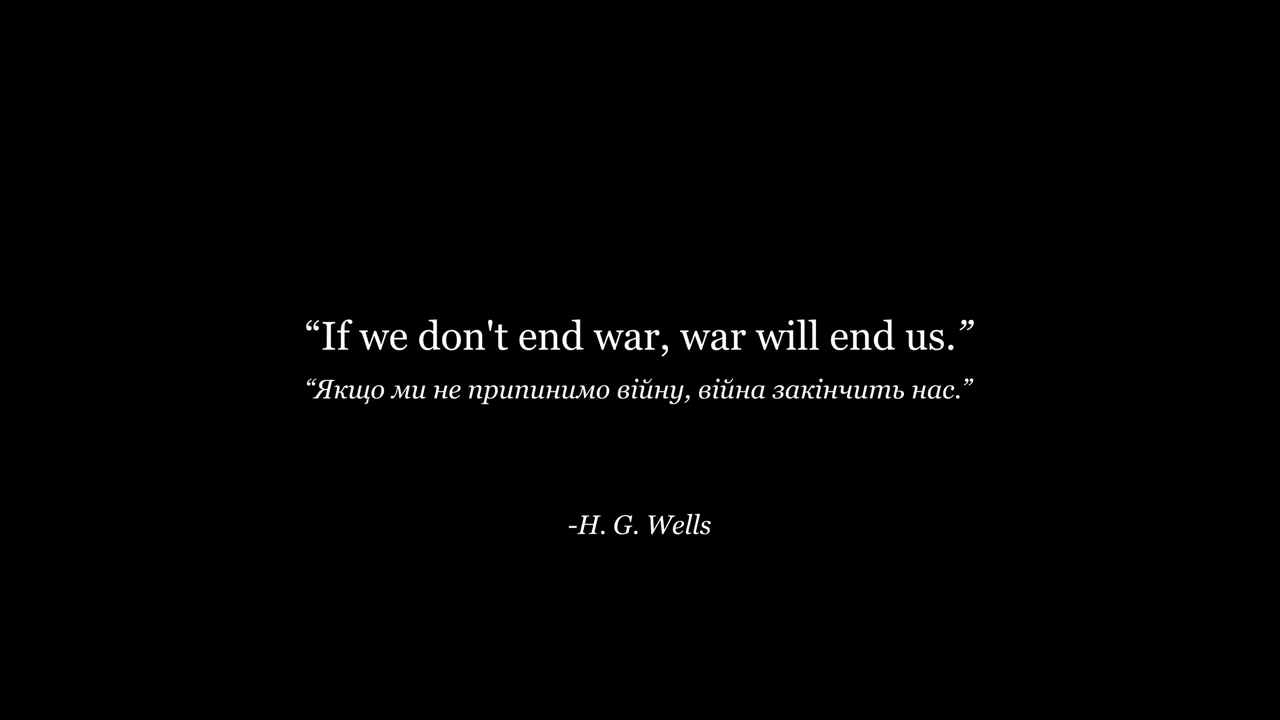 “If we don't end war, war will end us.”
“Якщо ми не припинимо війну, війна закінчить нас.”
-H. G. Wells